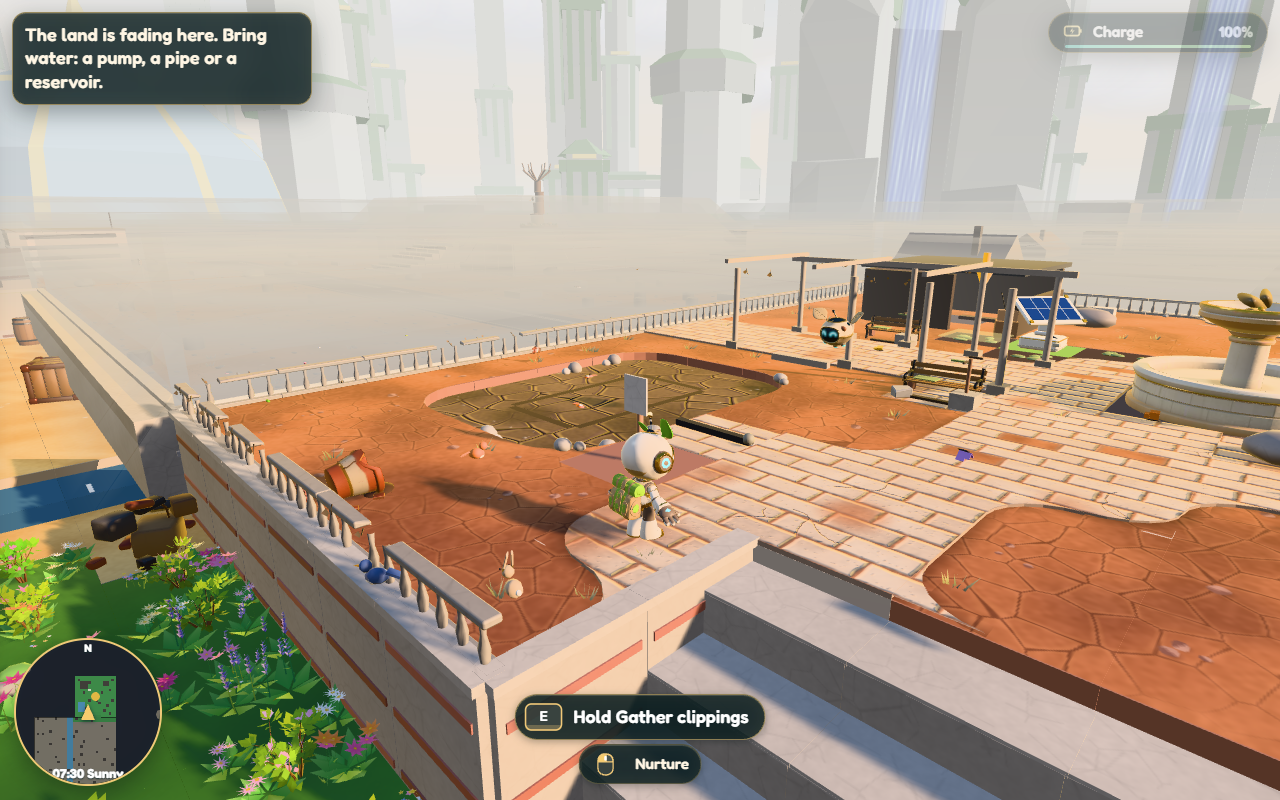 The land is fading here. Bring
water: a pump, a pipe or a
reservoir.
Charge 100%
E Hold Gather clippings
Nurture
N
07:30 Sunny